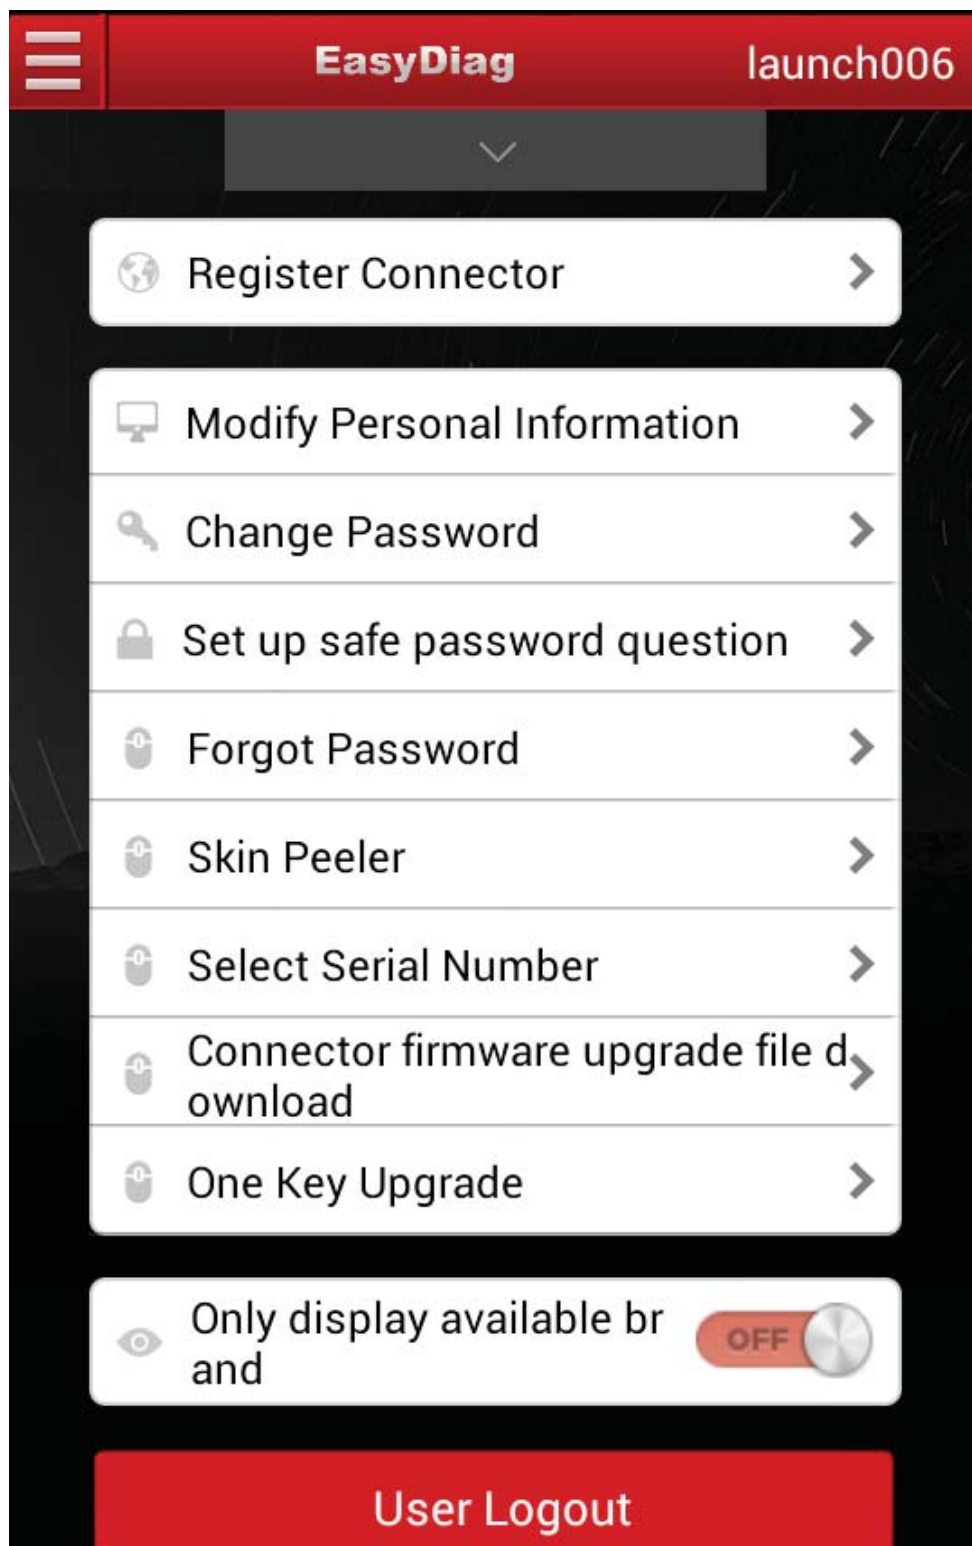 EasyDiag
launch006
Register Connector
Modify Personal Information
Change Password
Set up safe password question
Forgot Password
Skin Peeler
Select Serial Number
Connector firmware upgrade file d
ownload
One Key Upgrade
Only display available br
and
OFF
User Logout